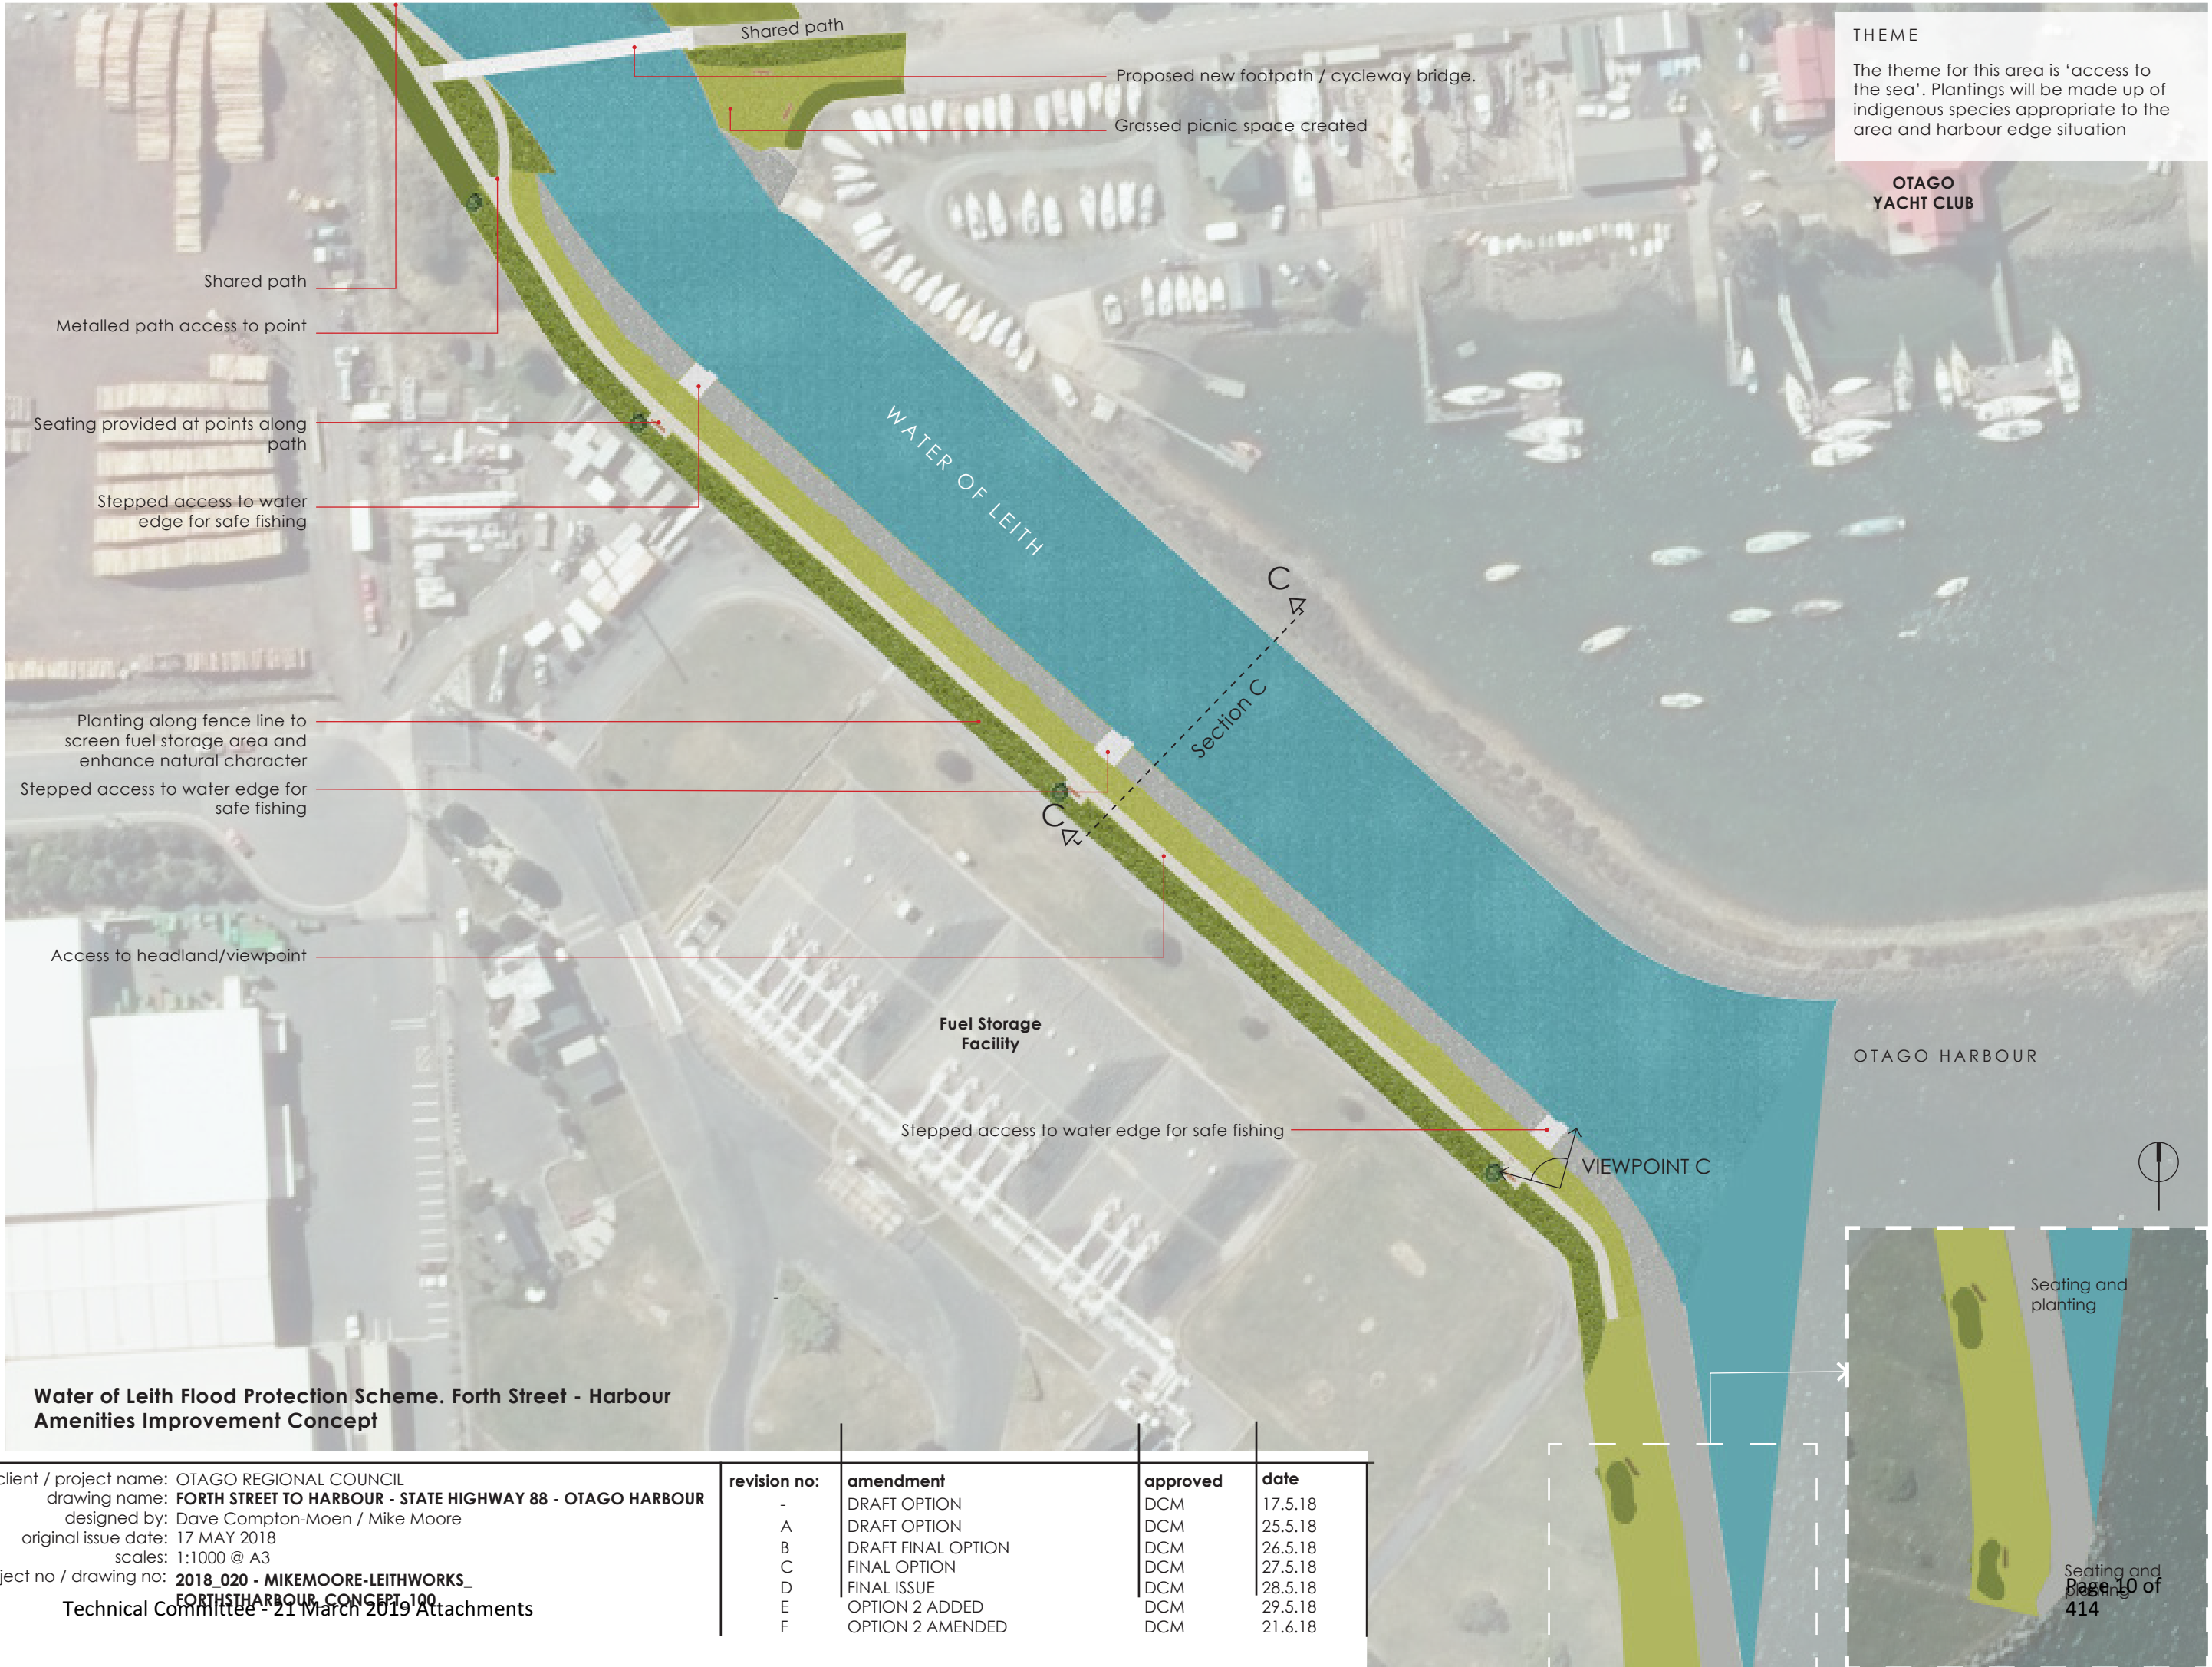 Shared path
THEME
The theme for this area is ‘access to
the sea’. Plantings will be made up of
indigenous species appropriate to the
area and harbour edge situation
Proposed new footpath / cycleway bridge.
Grassed picnic space created
OTAGO
YACHT CLUB
Shared path
Metalled path access to point
Seating provided at points along
path
Stepped access to water
edge for safe fishing
WATER OF LEITH
C
Section C
C
Planting along fence line to
screen fuel storage area and
enhance natural character
Stepped access to water edge for
safe fishing
Access to headland/viewpoint
Fuel Storage
Facility
OTAGO HARBOUR
Stepped access to water edge for safe fishing
VIEWPOINT C
Seating and
planting
Seating and
planting
Water of Leith Flood Protection Scheme. Forth Street - Harbour
Amenities Improvement Concept
client / project name: OTAGO REGIONAL COUNCIL
drawing name: FORTH STREET TO HARBOUR - STATE HIGHWAY 88 - OTAGO HARBOUR
designed by: Dave Compton-Moen / Mike Moore
original issue date: 17 MAY 2018
scales: 1:1000 @ A3
ject no / drawing no: 2018_020 - MIKEMOORE-LEITHWORKS_
FORTHSTHARBOUR_CONCEPT_100
revision no: amendment approved date
- DRAFT OPTION DCM 17.5.18
A DRAFT OPTION DCM 25.5.18
B DRAFT FINAL OPTION DCM 26.5.18
C FINAL OPTION DCM 27.5.18
D FINAL ISSUE DCM 28.5.18
E OPTION 2 ADDED DCM 29.5.18
F OPTION 2 AMENDED DCM 21.6.18
Technical Committee - 21 March 2019 Attachments
Page 10 of
414